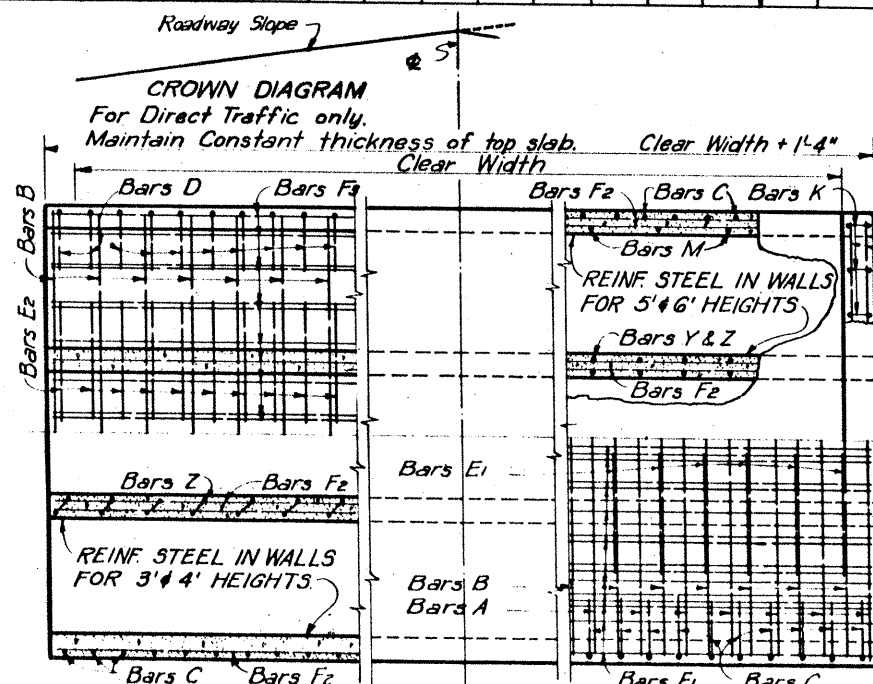 Roadway Slope
℄
CROWN DIAGRAM
For Direct Traffic only.
Maintain Constant thickness of top slab.
Clear Width + 1'-4"
Clear Width
Bars B
Bars D
Bars F3
Bars F2
Bars C
Bars K
Bars M
REINF. STEEL IN WALLS
FOR 5' & 6' HEIGHTS
Bars E2
Bars Y & Z
Bars F2
Bars E1
Bars Z
Bars F2
REINF. STEEL IN WALLS
FOR 3' & 4' HEIGHTS
Bars B
Bars A
Bars C
Bars F2
Bars F1
Bars C